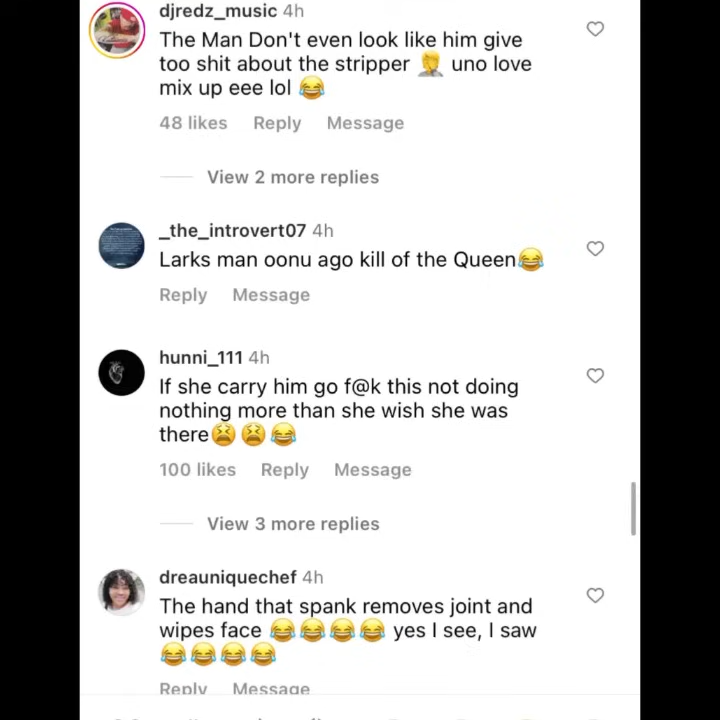 djredz_music 4h
The Man Don't even look like him give
too shit about the stripper 🤦 uno love
mix up eee lol 😂
48 likes Reply Message
View 2 more replies
_the_introvert07 4h
Larks man oonu ago kill of the Queen😂
Reply Message
hunni_111 4h
If she carry him go f@k this not doing
nothing more than she wish she was
there😫😫😂
100 likes Reply Message
View 3 more replies
dreauniquechef 4h
The hand that spank removes joint and
wipes face 😂😂😂😂 yes I see, I saw
😂😂😂😂
Reply Message